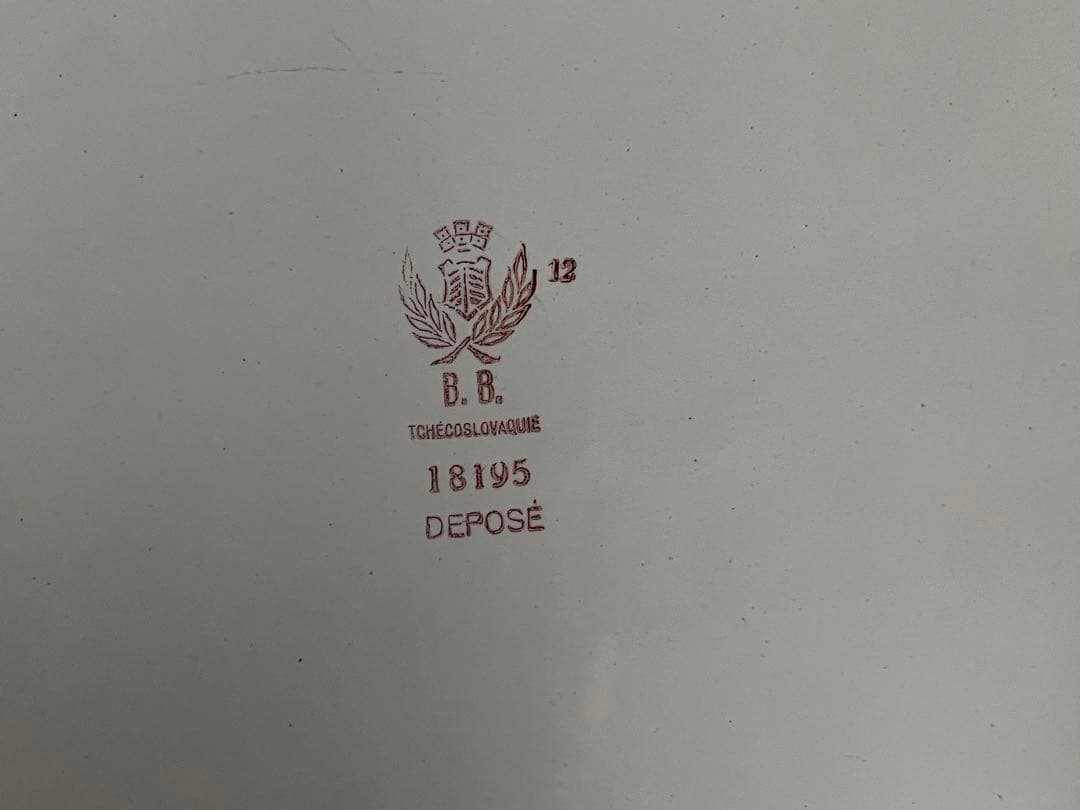 12
B. B.
TCHÉCOSLOVAQUIE
18195
DEPOSÉ